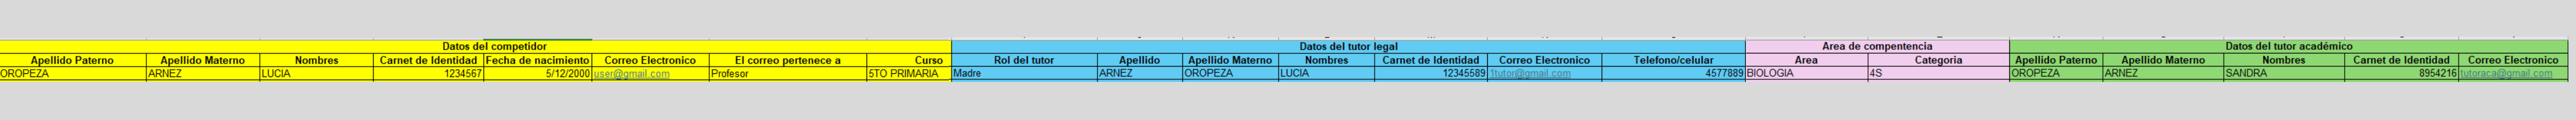 Datos del competidor Datos del tutor legal Area de compentencia Datos del tutor académico
Apellido Paterno Apellido Materno Nombres Carnet de Identidad Fecha de nacimiento Correo Electronico El correo pertenece a Curso Rol del tutor Apellido Apellido Materno Nombres Carnet de Identidad Correo Electronico Telefono/celular Area Categoria Apellido Paterno Apellido Materno Nombres Carnet de Identidad Correo Electronico
OROPEZA ARNEZ LUCIA 1234567 5/12/2000 user@gmail.com Profesor 5TO PRIMARIA Madre ARNEZ OROPEZA LUCIA 12345589 1tutor@gmail.com 4577889 BIOLOGIA 4S OROPEZA ARNEZ SANDRA 8954216 tutoraca@gmail.com